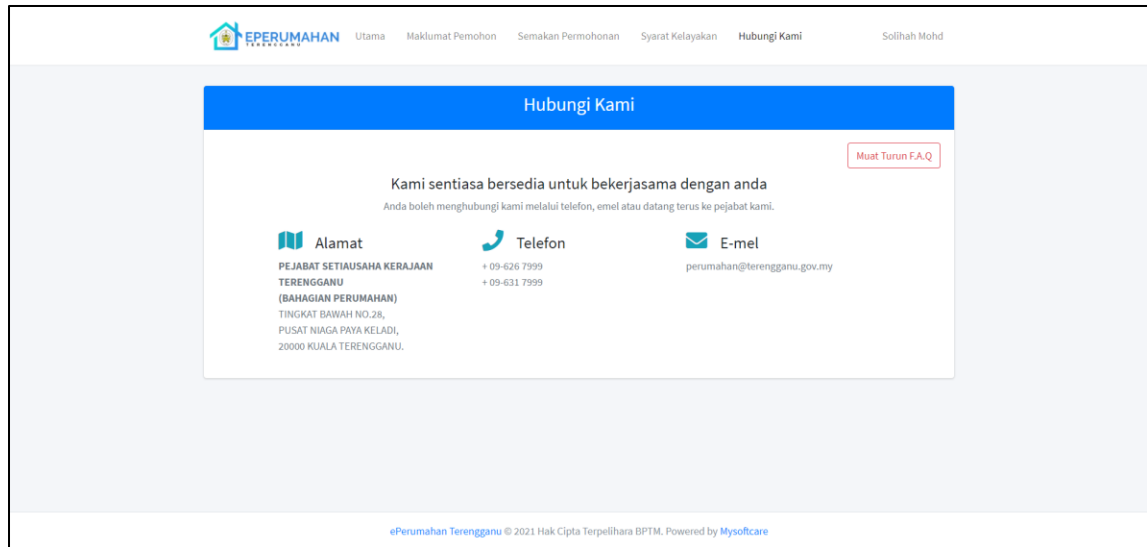 EPERUMAHAN
TERENGGANU
Utama Maklumat Pemohon Semakan Permohonan Syarat Kelayakan Hubungi Kami Solihah Mohd
Hubungi Kami
Muat Turun F.A.Q
Kami sentiasa bersedia untuk bekerjasama dengan anda
Anda boleh menghubungi kami melalui telefon, emel atau datang terus ke pejabat kami.
Alamat
PEJABAT SETIAUSAHA KERAJAAN
TERENGGANU
(BAHAGIAN PERUMAHAN)
TINGKAT BAWAH NO.28,
PUSAT NIAGA PAYA KELADI,
20000 KUALA TERENGGANU.
Telefon
+ 09-626 7999
+ 09-631 7999
E-mel
perumahan@terengganu.gov.my
ePerumahan Terengganu © 2021 Hak Cipta Terpelihara BPTM. Powered by Mysoftcare